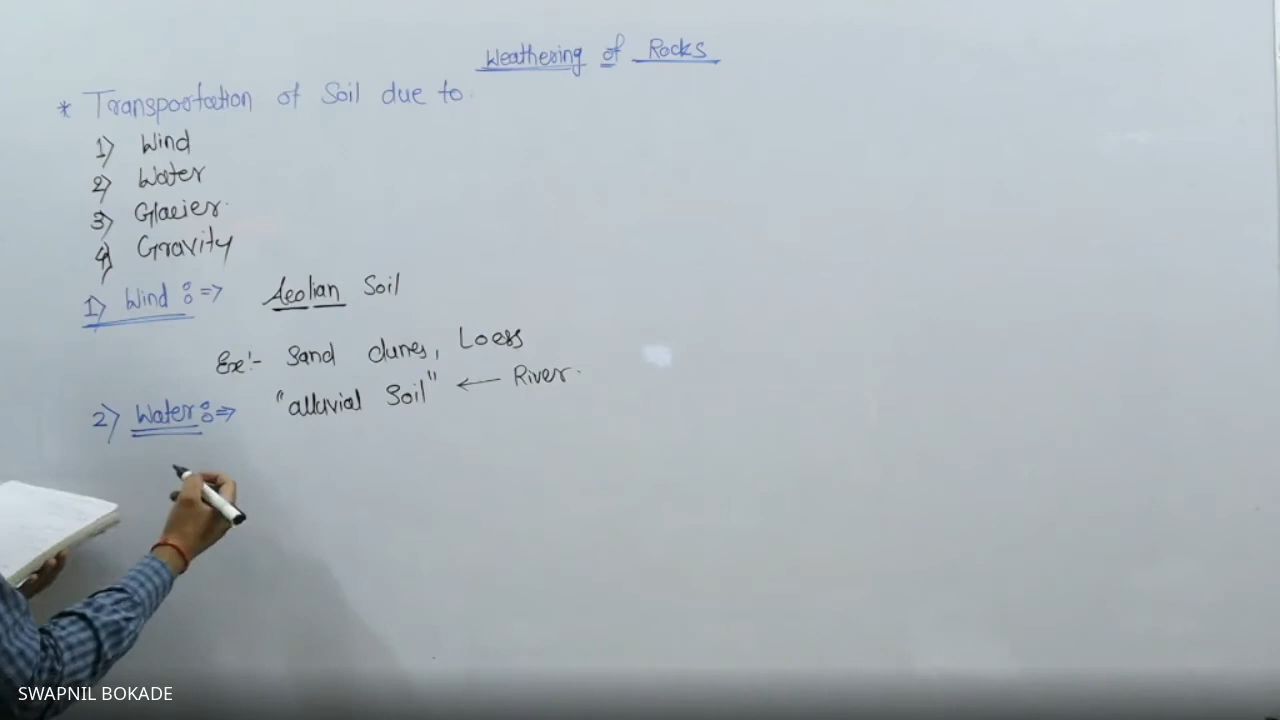 Weathering of Rocks
* Transportation of Soil due to.
1) Wind
2) Water
3) Glacier.
4) Gravity
1) Wind :=> Aeolian Soil
Ex:- Sand dunes, Loess
2) Water :=> "alluvial Soil" ← River.
SWAPNIL BOKADE